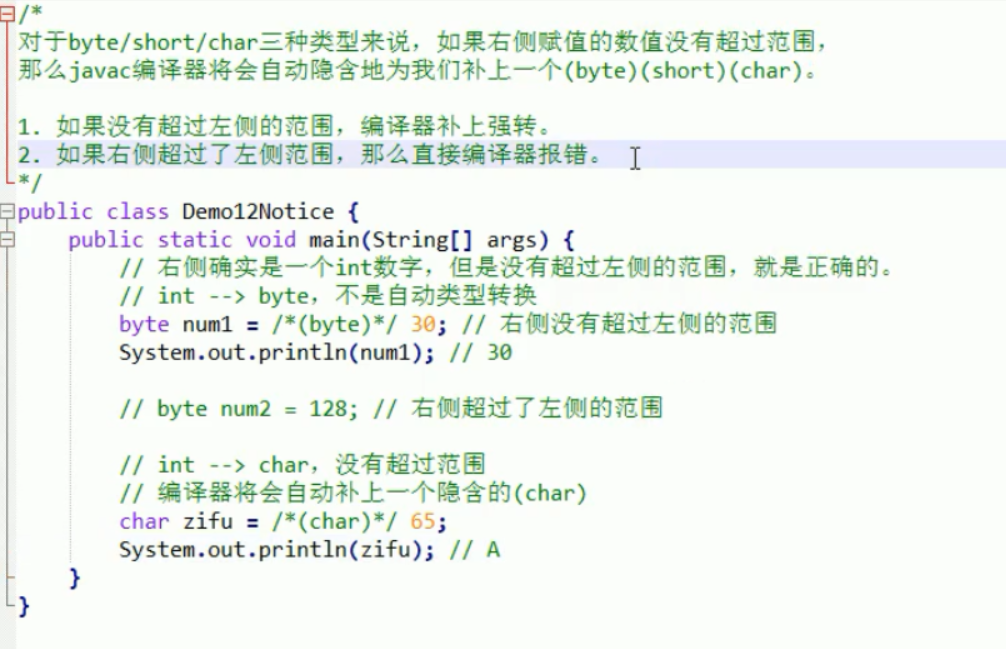 /*
对于byte/short/char三种类型来说，如果右侧赋值的数值没有超过范围，
那么javac编译器将会自动隐含地为我们补上一个(byte)(short)(char)。
1. 如果没有超过左侧的范围，编译器补上强转。
2. 如果右侧超过了左侧范围，那么直接编译器报错。
*/
public class Demo12Notice {
public static void main(String[] args) {
// 右侧确实是一个int数字，但是没有超过左侧的范围，就是正确的。
// int --> byte，不是自动类型转换
byte num1 = /*(byte)*/ 30; // 右侧没有超过左侧的范围
System.out.println(num1); // 30
// byte num2 = 128; // 右侧超过了左侧的范围
// int --> char，没有超过范围
// 编译器将会自动补上一个隐含的(char)
char zifu = /*(char)*/ 65;
System.out.println(zifu); // A
}
}